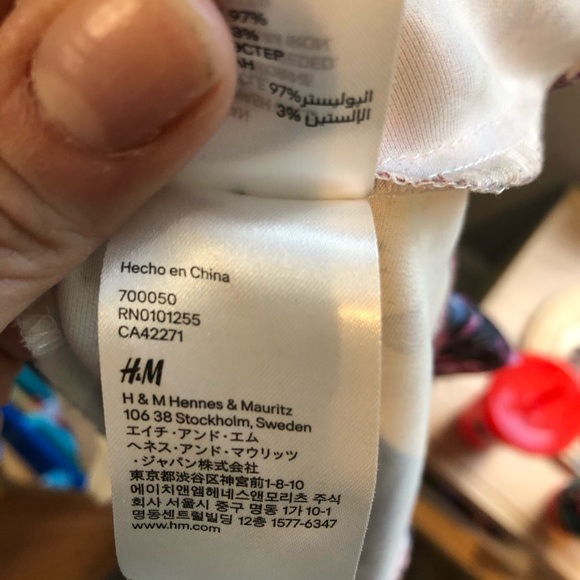 97%
3%
97% البوليستر
3% الإلستين
Hecho en China
700050
RN0101255
CA42271
H&M
H & M Hennes & Mauritz
106 38 Stockholm, Sweden
エイチ・アンド・エム
ヘネス・アンド・マウリッツ
・ジャパン株式会社
東京都渋谷区神宮前1-8-10
에이치앤엠헤네스앤모리츠 주식
회사 서울시 중구 명동 1가 10-1
명동센트럴빌딩 12층 1577-6347
www.hm.com